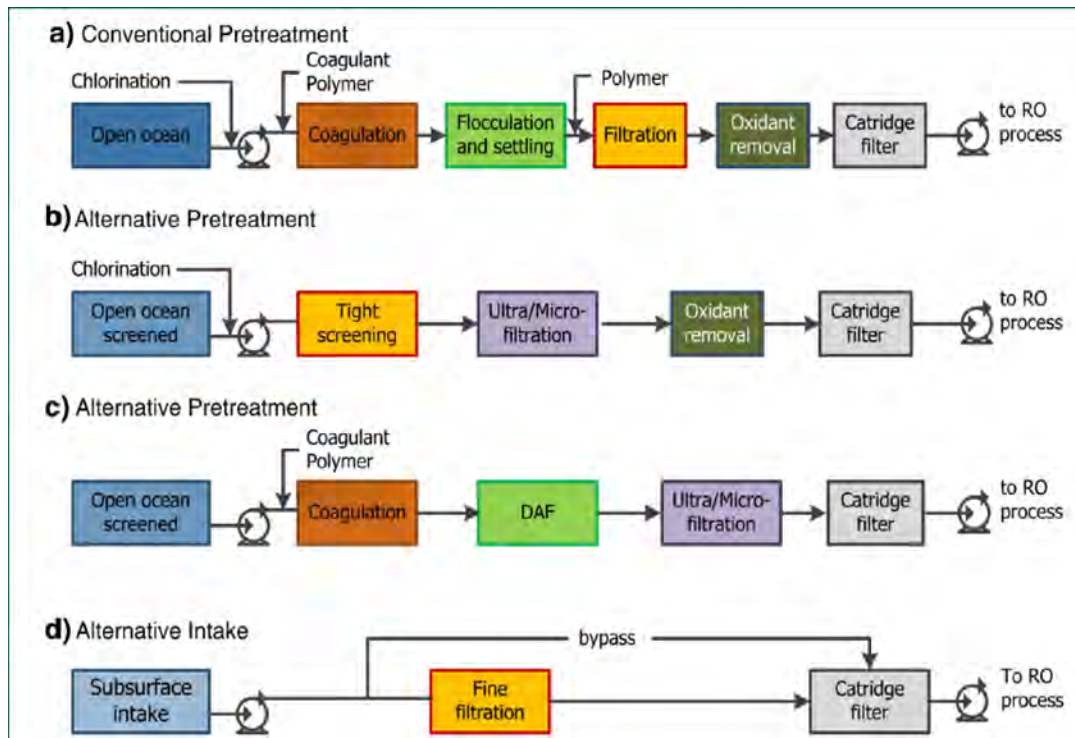 a) Conventional Pretreatment
Chlorination
Coagulant
Polymer
Polymer
Open ocean
Coagulation
Flocculation
and settling
Filtration
Oxidant
removal
Catridge
filter
to RO
process
b) Alternative Pretreatment
Chlorination
Open ocean
screened
Tight
screening
Ultra/Micro-
filtration
Oxidant
removal
Catridge
filter
to RO
process
c) Alternative Pretreatment
Coagulant
Polymer
Open ocean
screened
Coagulation
DAF
Ultra/Micro-
filtration
Catridge
filter
to RO
process
d) Alternative Intake
bypass
Subsurface
intake
Fine
filtration
Catridge
filter
To RO
process